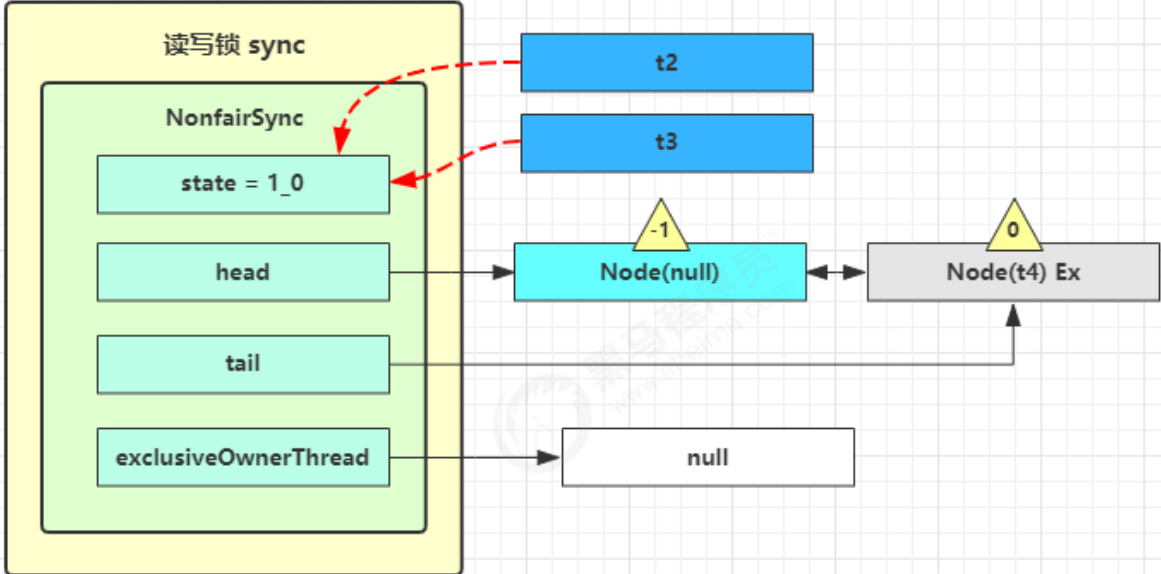 读写锁 sync
NonfairSync
state = 1_0
head
tail
exclusiveOwnerThread
t2
t3
-1
Node(null)
0
Node(t4) Ex
null
黑马程序员
www.itheima.com